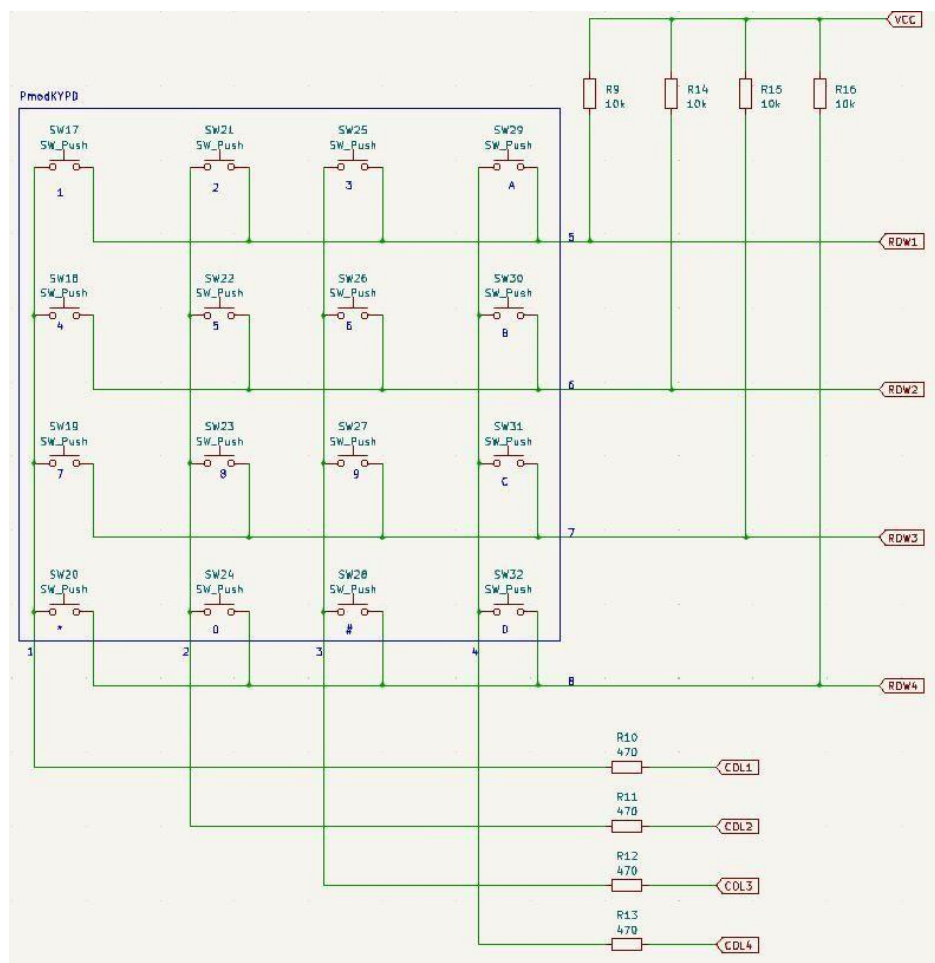 VCC
R9
10k
R14
10k
R15
10k
R16
10k
PmodKYPD
SW17
SW_Push
1
SW21
SW_Push
2
SW25
SW_Push
3
SW29
SW_Push
A
5
ROW1
SW18
SW_Push
4
SW22
SW_Push
5
SW26
SW_Push
6
SW30
SW_Push
B
6
ROW2
SW19
SW_Push
7
SW23
SW_Push
8
SW27
SW_Push
9
SW31
SW_Push
C
7
ROW3
SW20
SW_Push
*
SW24
SW_Push
0
SW28
SW_Push
#
SW32
SW_Push
D
1
2
3
4
8
ROW4
R10
470
COL1
R11
470
COL2
R12
470
COL3
R13
470
COL4